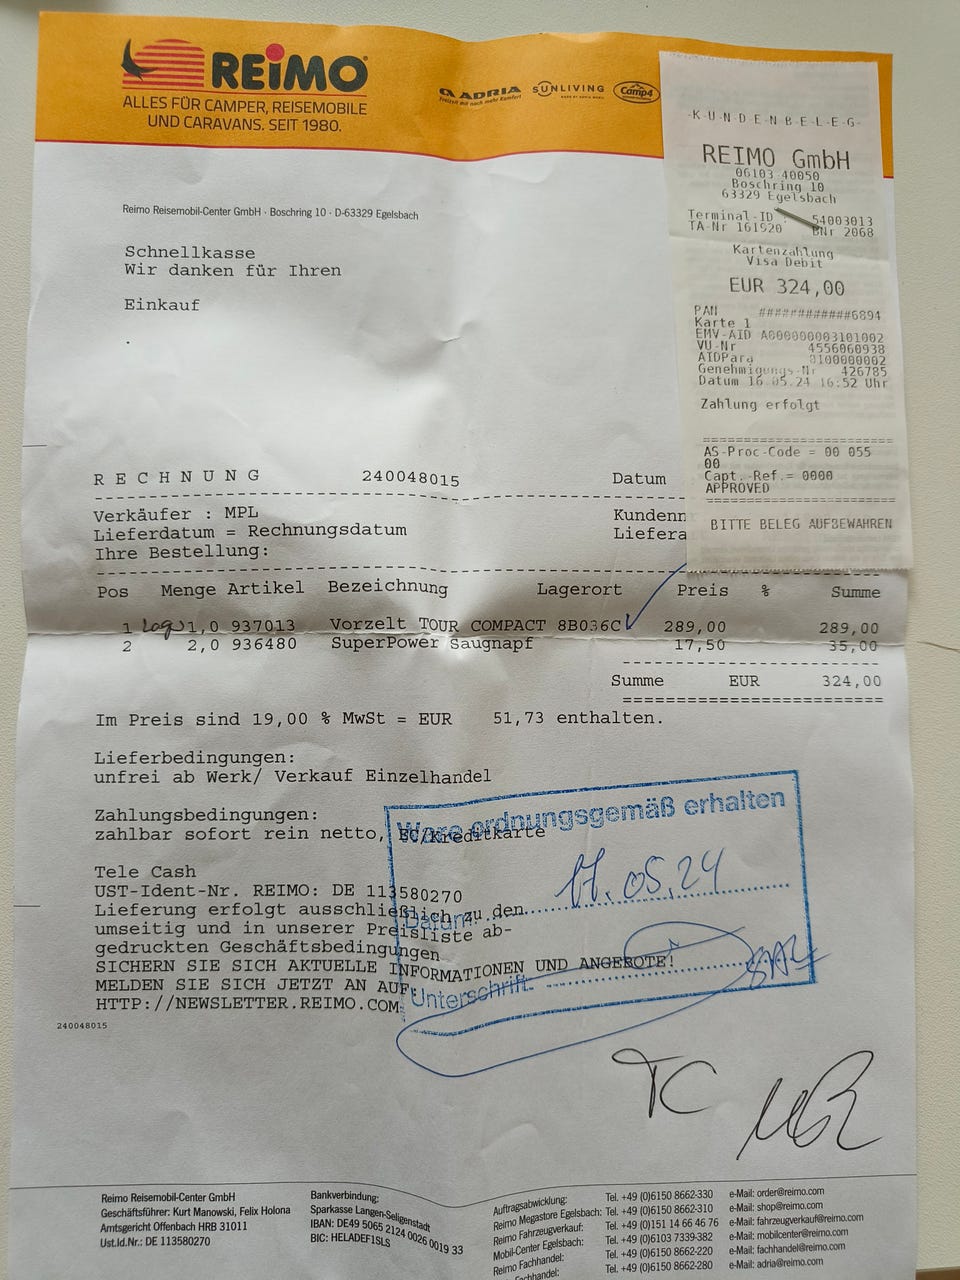 REIMO
ALLES FÜR CAMPER, REISEMOBILE
UND CARAVANS. SEIT 1980.
ADRIA
Freizeit mit noch mehr Komfort
SUNLIVING
Camp4
Reimo Reisemobil-Center GmbH · Boschring 10 · D-63329 Egelsbach
Schnellkasse
Wir danken für Ihren
Einkauf
-K-U-N-D-E-N-B-E-L-E-G-
REIMO GmbH
06103 40050
Boschring 10
63329 Egelsbach
Terminal-ID : 54003013
TA-Nr 161920 BNr 2068
Kartenzahlung
Visa Debit
EUR 324,00
PAN ############6894
Karte 1
EMV-AID A000000003101002
VU-Nr 4556060938
AIDPara 0100000002
Genehmigungs-Nr 426785
Datum 16.05.24 16:52 Uhr
Zahlung erfolgt
AS-Proc-Code = 00 055
00
Capt.-Ref.= 0000
APPROVED
BITTE BELEG AUFBEWAHREN
RECHNUNG 240048015 Datum
Verkäufer : MPL Kundenn
Lieferdatum = Rechnungsdatum Liefera
Ihre Bestellung:
Pos Menge Artikel Bezeichnung Lagerort Preis % Summe
1 1,0 937013 Vorzelt TOUR COMPACT 8B036C 289,00 289,00
2 2,0 936480 SuperPower Saugnapf 17,50 35,00
Summe EUR 324,00
Im Preis sind 19,00 % MwSt = EUR 51,73 enthalten.
Lieferbedingungen:
unfrei ab Werk/ Verkauf Einzelhandel
Zahlungsbedingungen:
zahlbar sofort rein netto, EC/Kreditkarte
Tele Cash
UST-Ident-Nr. REIMO: DE 113580270
Lieferung erfolgt ausschließlich zu den
umseitig und in unserer Preisliste ab-
gedruckten Geschäftsbedingungen
SICHERN SIE SICH AKTUELLE INFORMATIONEN UND ANGEBOTE!
MELDEN SIE SICH JETZT AN AUF:
HTTP://NEWSLETTER.REIMO.COM
Ware ordnungsgemäß erhalten
Datum: 17.05.24
Unterschrift:
240048015
TC
Reimo Reisemobil-Center GmbH
Geschäftsführer: Kurt Manowski, Felix Holona
Amtsgericht Offenbach HRB 31011
Ust.Id.Nr.: DE 113580270
Bankverbindung:
Sparkasse Langen-Seligenstadt
IBAN: DE49 5065 2124 0026 0019 33
BIC: HELADEF1SLS
Auftragsabwicklung: Tel. +49 (0)6150 8662-330 e-Mail: order@reimo.com
Reimo Megastore Egelsbach: Tel. +49 (0)6150 8662-310 e-Mail: shop@reimo.com
Reimo Fahrzeugverkauf: Tel. +49 (0)151 14 66 46 76 e-Mail: fahrzeugverkauf@reimo.com
Mobil-Center Egelsbach: Tel. +49 (0)6103 7339-382 e-Mail: mobilcenter@reimo.com
Reimo Fachhandel: Tel. +49 (0)6150 8662-220 e-Mail: fachhandel@reimo.com
Fachhandel: Tel. +49 (0)6150 8662-280 e-Mail: adria@reimo.com